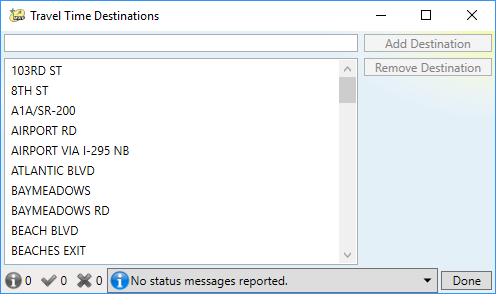 Travel Time Destinations
Add Destination
Remove Destination
103RD ST
8TH ST
A1A/SR-200
AIRPORT RD
AIRPORT VIA I-295 NB
ATLANTIC BLVD
BAYMEADOWS
BAYMEADOWS RD
BEACH BLVD
BEACHES EXIT
0 0 0 No status messages reported. Done